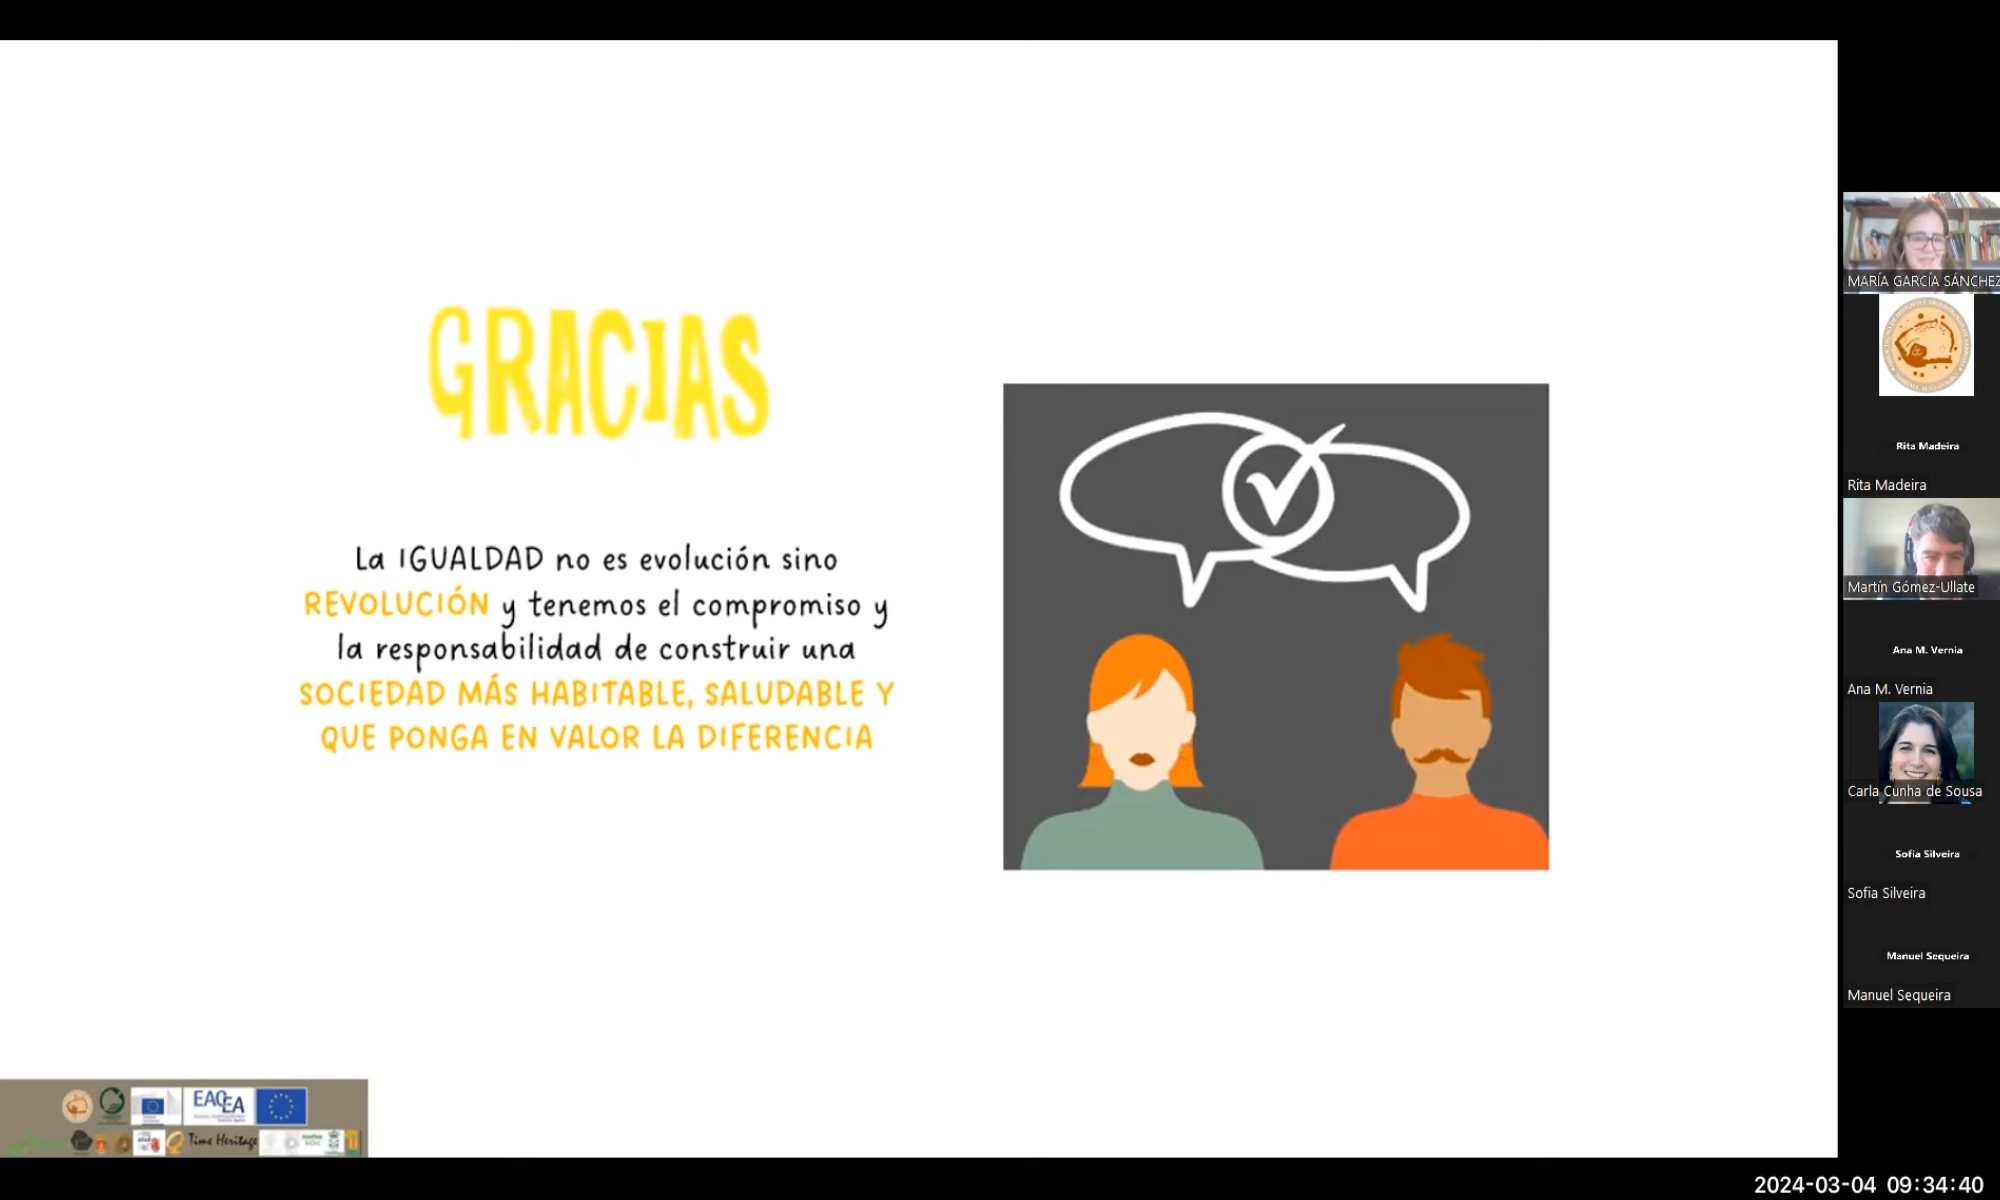 GRACIAS
La IGUALDAD no es evolución sino
REVOLUCIÓN y tenemos el compromiso y
la responsabilidad de construir una
SOCIEDAD MÁS HABITABLE, SALUDABLE Y
QUE PONGA EN VALOR LA DIFERENCIA
EACEA
Time Heritage
MARÍA GARCÍA SÁNCHEZ
Rita Madeira
Rita Madeira
Martín Gómez-Ullate
Ana M. Vernia
Ana M. Vernia
Carla Cunha de Sousa
Sofia Silveira
Sofia Silveira
Manuel Sequeira
Manuel Sequeira
2024-03-04 09:34:40